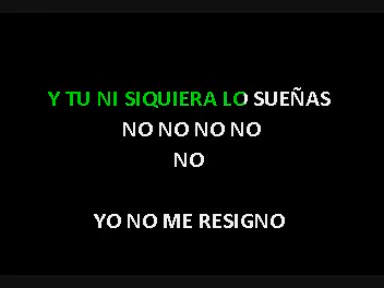 Y TU NI SIQUIERA LO SUEÑAS
NO NO NO NO
NO
YO NO ME RESIGNO